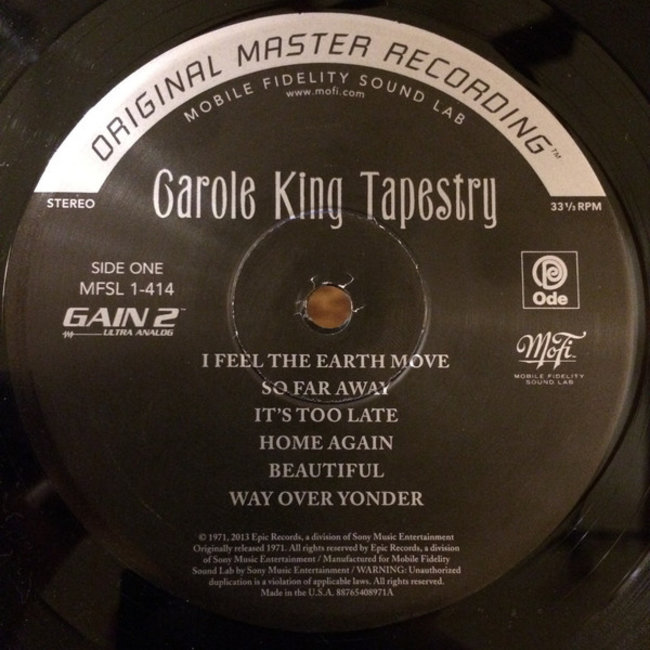 ORIGINAL MASTER RECORDING™
MOBILE FIDELITY SOUND LAB
www.mofi.com
STEREO
33 1/3 RPM
Carole King Tapestry
SIDE ONE
MFSL 1-414
GAIN 2™
ULTRA ANALOG
Ode
MoFi
MOBILE FIDELITY
SOUND LAB
I FEEL THE EARTH MOVE
SO FAR AWAY
IT'S TOO LATE
HOME AGAIN
BEAUTIFUL
WAY OVER YONDER
© 1971, 2013 Epic Records, a division of Sony Music Entertainment
Originally released 1971. All rights reserved by Epic Records, a division
of Sony Music Entertainment / Manufactured for Mobile Fidelity
Sound Lab by Sony Music Entertainment / WARNING: Unauthorized
duplication is a violation of applicable laws. All rights reserved.
Made in the U.S.A. 88765408971A